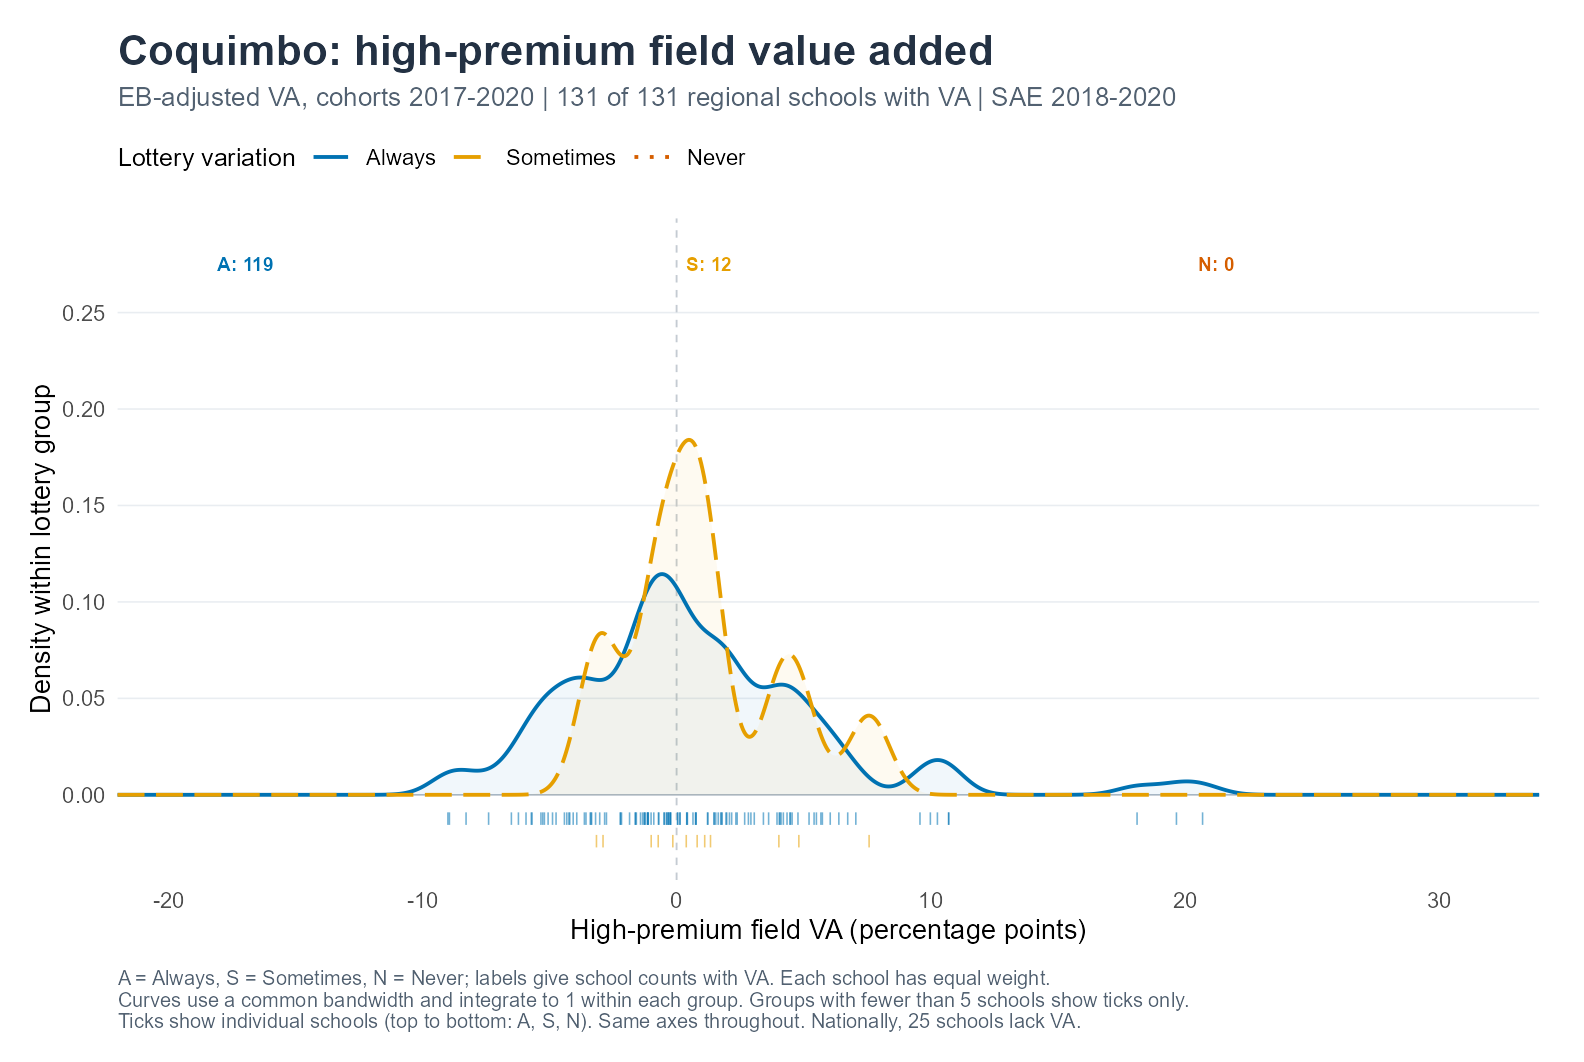 Coquimbo: high-premium field value added
EB-adjusted VA, cohorts 2017-2020 | 131 of 131 regional schools with VA | SAE 2018-2020
Lottery variation Always Sometimes Never
A: 119 S: 12 N: 0
0.25
0.20
0.15
0.10
0.05
0.00
Density within lottery group
-20 -10 0 10 20 30
High-premium field VA (percentage points)
A = Always, S = Sometimes, N = Never; labels give school counts with VA. Each school has equal weight.
Curves use a common bandwidth and integrate to 1 within each group. Groups with fewer than 5 schools show ticks only.
Ticks show individual schools (top to bottom: A, S, N). Same axes throughout. Nationally, 25 schools lack VA.